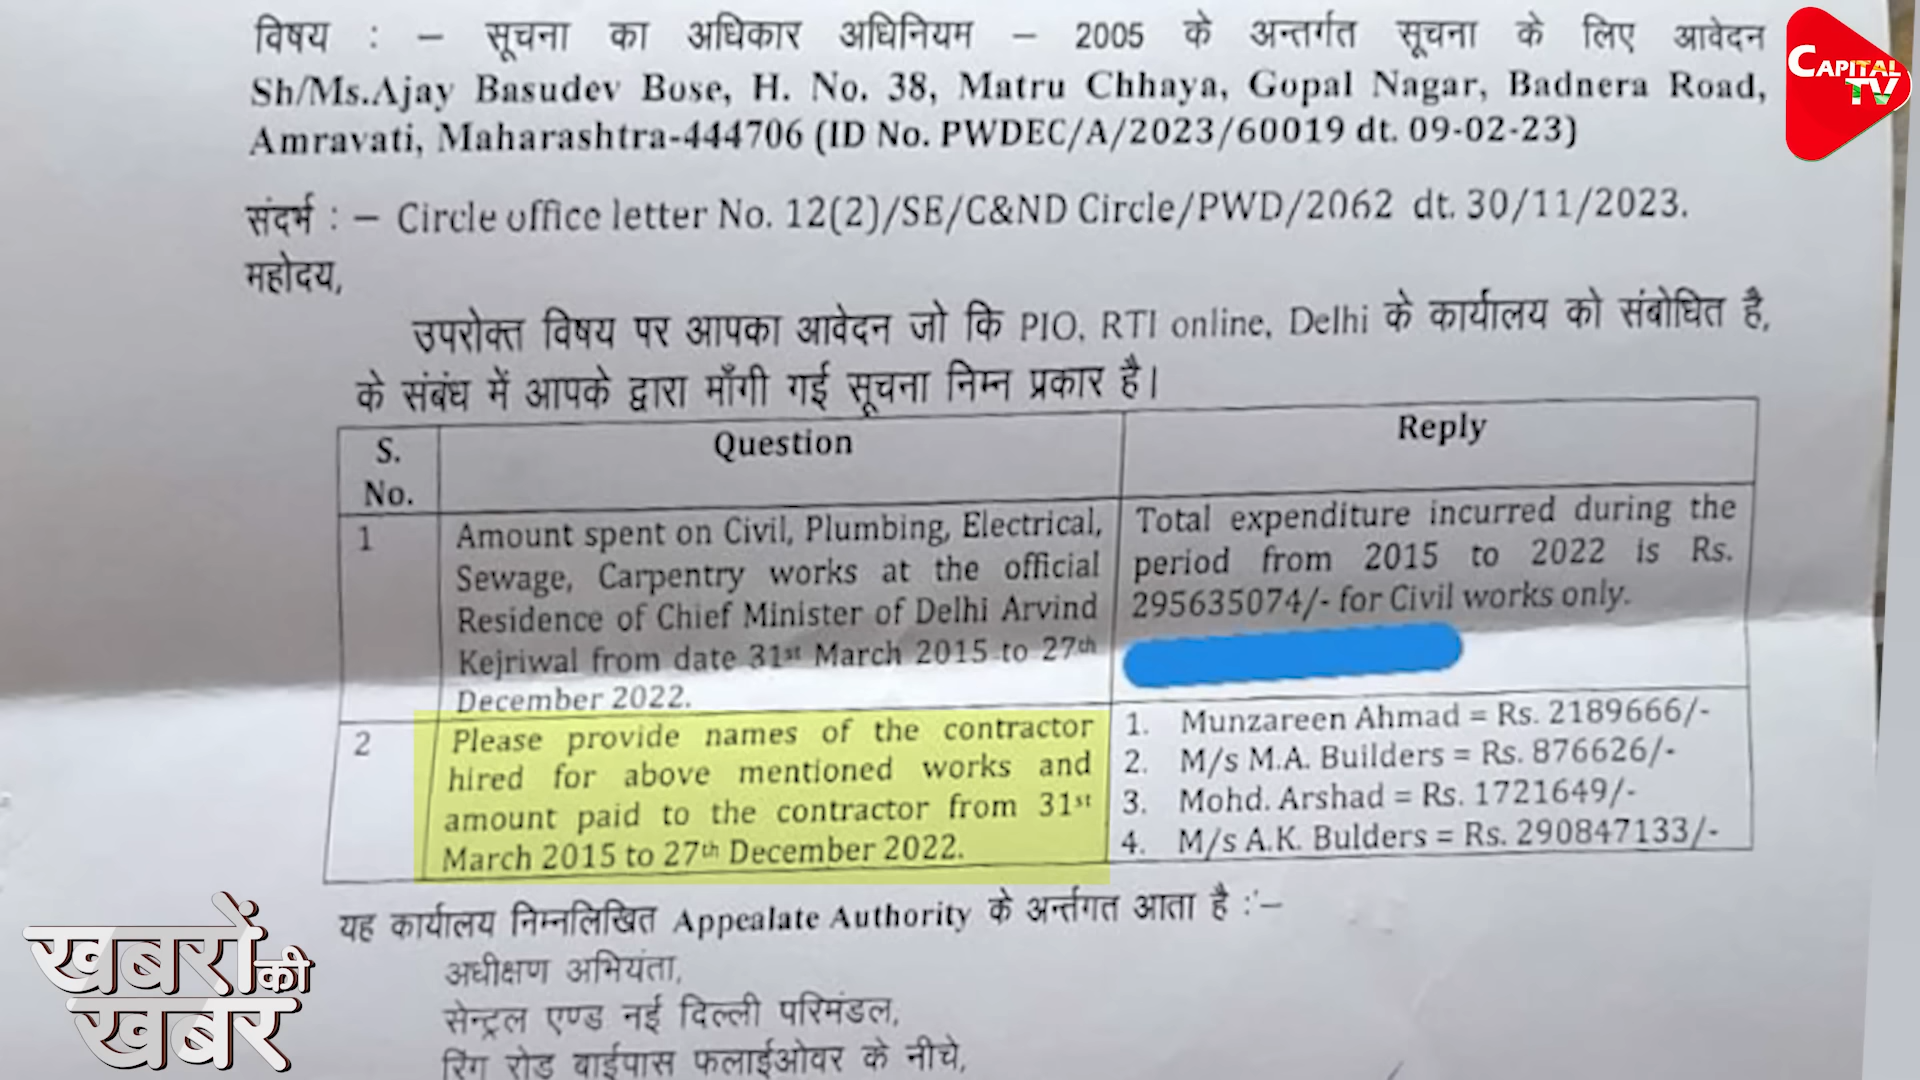 विषय : – सूचना का अधिकार अधिनियम – 2005 के अन्तर्गत सूचना के लिए आवेदन
Sh/Ms.Ajay Basudev Bose, H. No. 38, Matru Chhaya, Gopal Nagar, Badnera Road,
Amravati, Maharashtra-444706 (ID No. PWDEC/A/2023/60019 dt. 09-02-23)
CAPITAL
TV
संदर्भ : – Circle office letter No. 12(2)/SE/C&ND Circle/PWD/2062 dt. 30/11/2023.
महोदय,
उपरोक्त विषय पर आपका आवेदन जो कि PIO, RTI online, Delhi के कार्यालय को संबोधित है,
के संबंध में आपके द्वारा माँगी गई सूचना निम्न प्रकार है।
S.
No.
Question
Reply
1
Amount spent on Civil, Plumbing, Electrical,
Sewage, Carpentry works at the official
Residence of Chief Minister of Delhi Arvind
Kejriwal from date 31st March 2015 to 27th
December 2022.
Total expenditure incurred during the
period from 2015 to 2022 is Rs.
295635074/- for Civil works only.
2
Please provide names of the contractor
hired for above mentioned works and
amount paid to the contractor from 31st
March 2015 to 27th December 2022.
1. Munzareen Ahmad = Rs. 2189666/-
2. M/s M.A. Builders = Rs. 876626/-
3. Mohd. Arshad = Rs. 1721649/-
4. M/s A.K. Bulders = Rs. 290847133/-
यह कार्यालय निम्नलिखित Appealate Authority के अर्न्तगत आता है :–
अधीक्षण अभियंता,
सेन्ट्रल एण्ड नई दिल्ली परिमंडल,
रिंग रोड बाईपास फलाईओवर के नीचे,
खबरों की
खबर